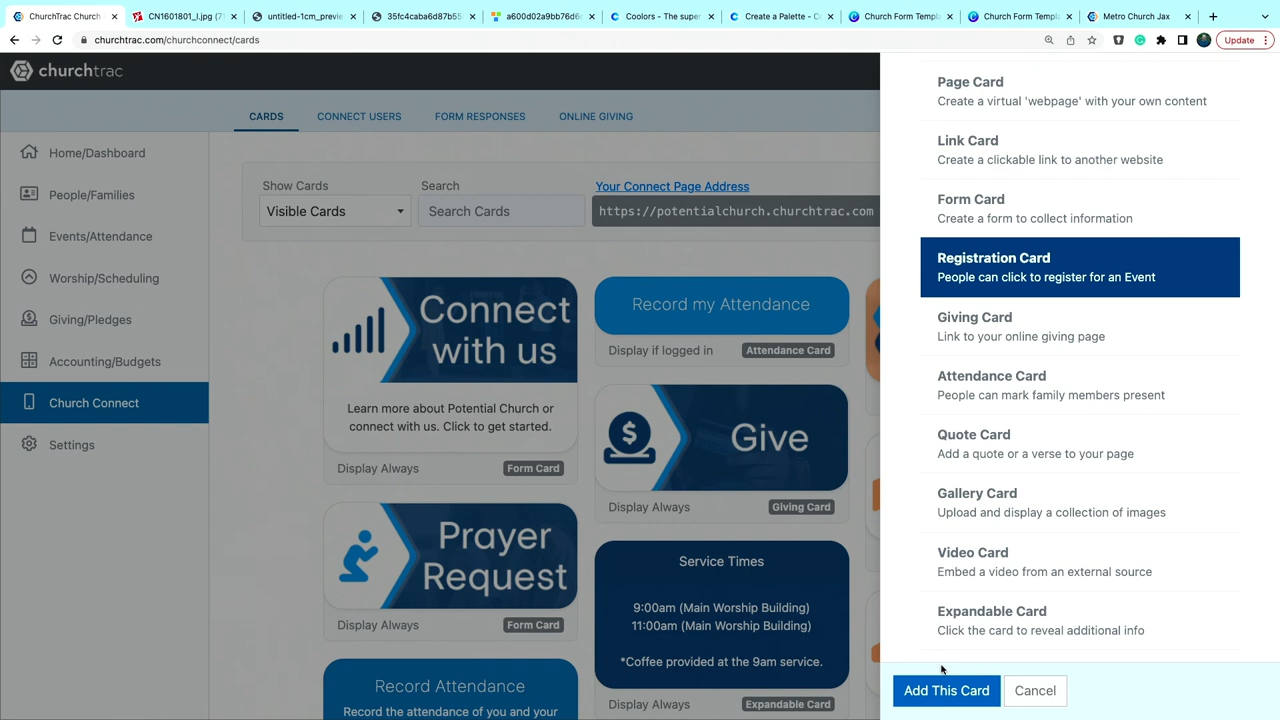 ChurchTrac Church
CN1601801_l.jpg (7
untitled-1cm_previe
35fc4caba6d87b55
a600d02a9bb76d6
Coolors - The super
Create a Palette - Co
Church Form Templ
Church Form Templ
Metro Church Jax
churchtrac.com/churchconnect/cards
Update
churchtrac
CARDS
CONNECT USERS
FORM RESPONSES
ONLINE GIVING
Home/Dashboard
People/Families
Events/Attendance
Worship/Scheduling
Giving/Pledges
Accounting/Budgets
Church Connect
Settings
Show Cards
Visible Cards
Search
Search Cards
Your Connect Page Address
https://potentialchurch.churchtrac.com
Connect
with us
Learn more about Potential Church or
connect with us. Click to get started.
Display Always
Form Card
Prayer
Request
Display Always
Form Card
Record Attendance
Record the attendance of you and your
Record my Attendance
Display if logged in
Attendance Card
Give
Display Always
Giving Card
Service Times
9:00am (Main Worship Building)
11:00am (Main Worship Building)
*Coffee provided at the 9am service.
Display Always
Expandable Card
Page Card
Create a virtual 'webpage' with your own content
Link Card
Create a clickable link to another website
Form Card
Create a form to collect information
Registration Card
People can click to register for an Event
Giving Card
Link to your online giving page
Attendance Card
People can mark family members present
Quote Card
Add a quote or a verse to your page
Gallery Card
Upload and display a collection of images
Video Card
Embed a video from an external source
Expandable Card
Click the card to reveal additional info
Add This Card
Cancel